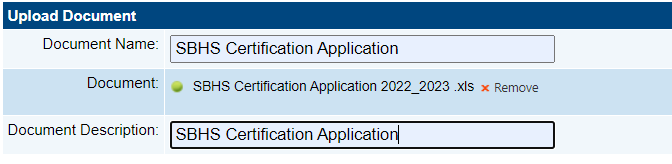 Upload Document
Document Name: SBHS Certification Application
Document: SBHS Certification Application 2022_2023 .xls Remove
Document Description: SBHS Certification Application